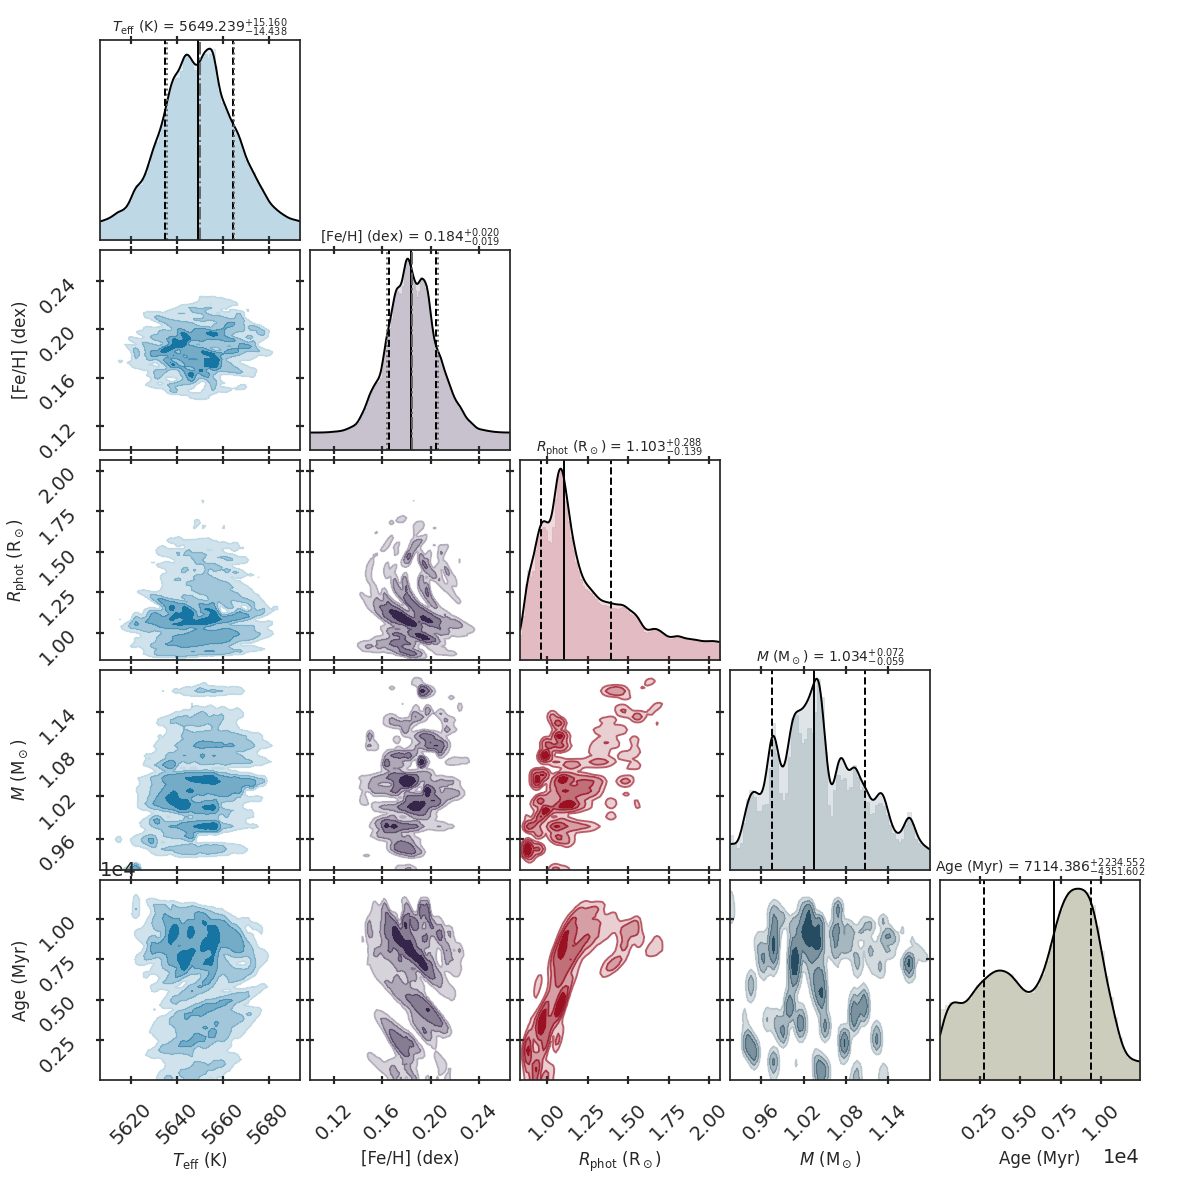 T_eff (K) = 5649.239 +15.160 −14.438
[Fe/H] (dex) = 0.184 +0.020 −0.019
[Fe/H] (dex)
0.24
0.20
0.16
0.12
R_phot (R⊙) = 1.103 +0.288 −0.139
R_phot (R⊙)
2.00
1.75
1.50
1.25
1.00
M (M⊙) = 1.034 +0.072 −0.059
M (M⊙)
1.14
1.08
1.02
0.96
1e4
Age (Myr) = 7114.386 +2234.552 −4351.602
Age (Myr)
1.00
0.75
0.50
0.25
5620 5640 5660 5680
0.12 0.16 0.20 0.24
1.00 1.25 1.50 1.75 2.00
0.96 1.02 1.08 1.14
0.25 0.50 0.75 1.00
T_eff (K)
[Fe/H] (dex)
R_phot (R⊙)
M (M⊙)
Age (Myr)
1e4